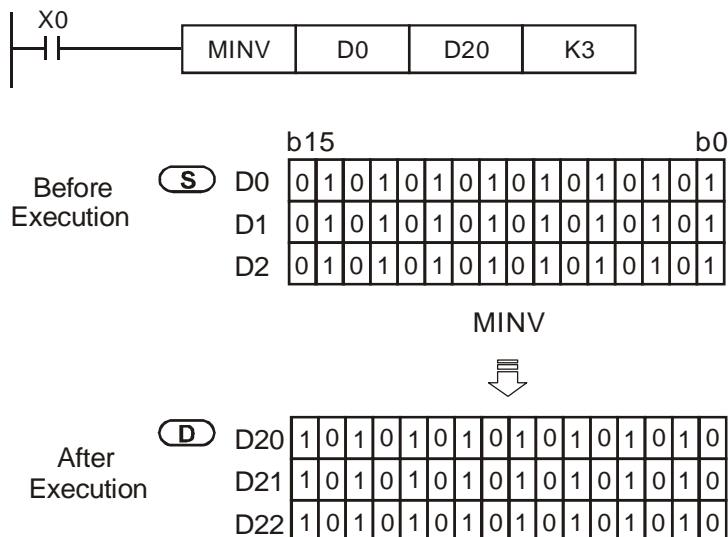 X0
MINV D0 D20 K3
b15 b0
Before Execution
S D0 0 1 0 1 0 1 0 1 0 1 0 1 0 1 0 1
D1 0 1 0 1 0 1 0 1 0 1 0 1 0 1 0 1
D2 0 1 0 1 0 1 0 1 0 1 0 1 0 1 0 1
MINV
After Execution
D D20 1 0 1 0 1 0 1 0 1 0 1 0 1 0 1 0
D21 1 0 1 0 1 0 1 0 1 0 1 0 1 0 1 0
D22 1 0 1 0 1 0 1 0 1 0 1 0 1 0 1 0